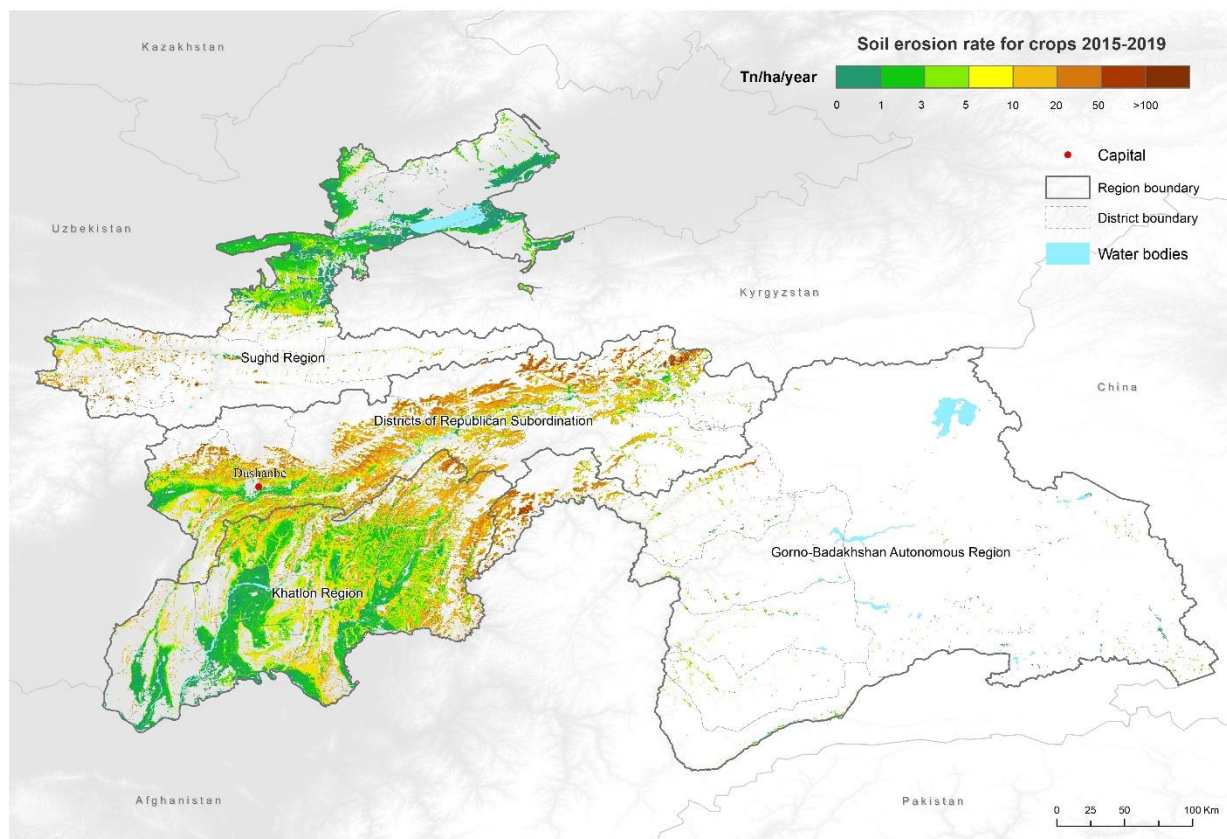 Kazakhstan
Soil erosion rate for crops 2015-2019
Tn/ha/year
0 1 3 5 10 20 50 >100
Capital
Region boundary
District boundary
Water bodies
Uzbekistan
Kyrgyzstan
China
Sughd Region
Districts of Republican Subordination
Dushanbe
Gorno-Badakhshan Autonomous Region
Khatlon Region
Afghanistan
Pakistan
0 25 50 100 Km